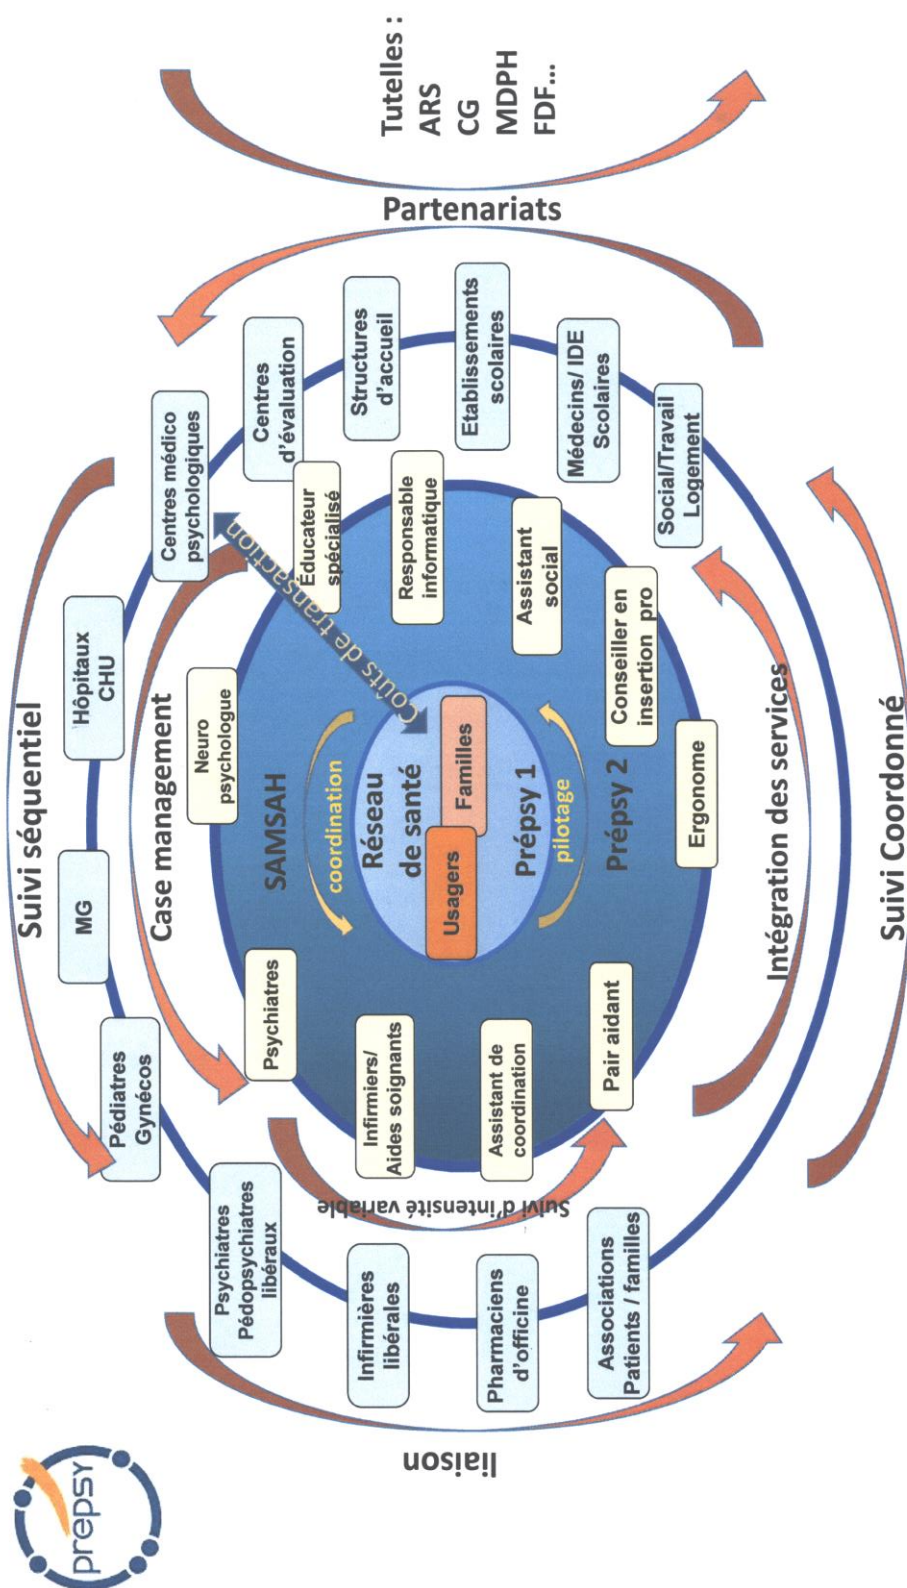 prepsy
Suivi séquentiel
Pédiatres
Gynécos
MG
Hôpitaux
CHU
Centres médico
psychologiques
Case management
Psychiatres
Pédopsychiatres
libéraux
Psychiatres
Neuro
psychologue
Centres
d'évaluation
Éducateur
spécialisé
SAMSAH
coordination
Coûts de transaction
liaison
Infirmières
libérales
Suivi d'intensité variable
Infirmiers/
Aides soignants
Réseau
de santé
Usagers
Familles
Responsable
informatique
Structures
d'accueil
Partenariats
Tutelles :
ARS
CG
MDPH
FDF...
Pharmaciens
d'officine
Assistant de
coordination
Prépsy 1
pilotage
Prépsy 2
Assistant
social
Etablissements
scolaires
Associations
Patients / familles
Pair aidant
Conseiller en
insertion pro
Médecins/ IDE
Scolaires
Ergonome
Social/Travail
Logement
Intégration des services
Suivi Coordonné